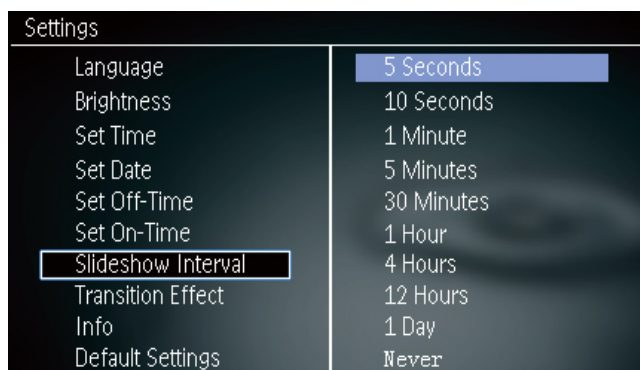 Settings
Language
Brightness
Set Time
Set Date
Set Off-Time
Set On-Time
Slideshow Interval
Transition Effect
Info
Default Settings
5 Seconds
10 Seconds
1 Minute
5 Minutes
30 Minutes
1 Hour
4 Hours
12 Hours
1 Day
Never